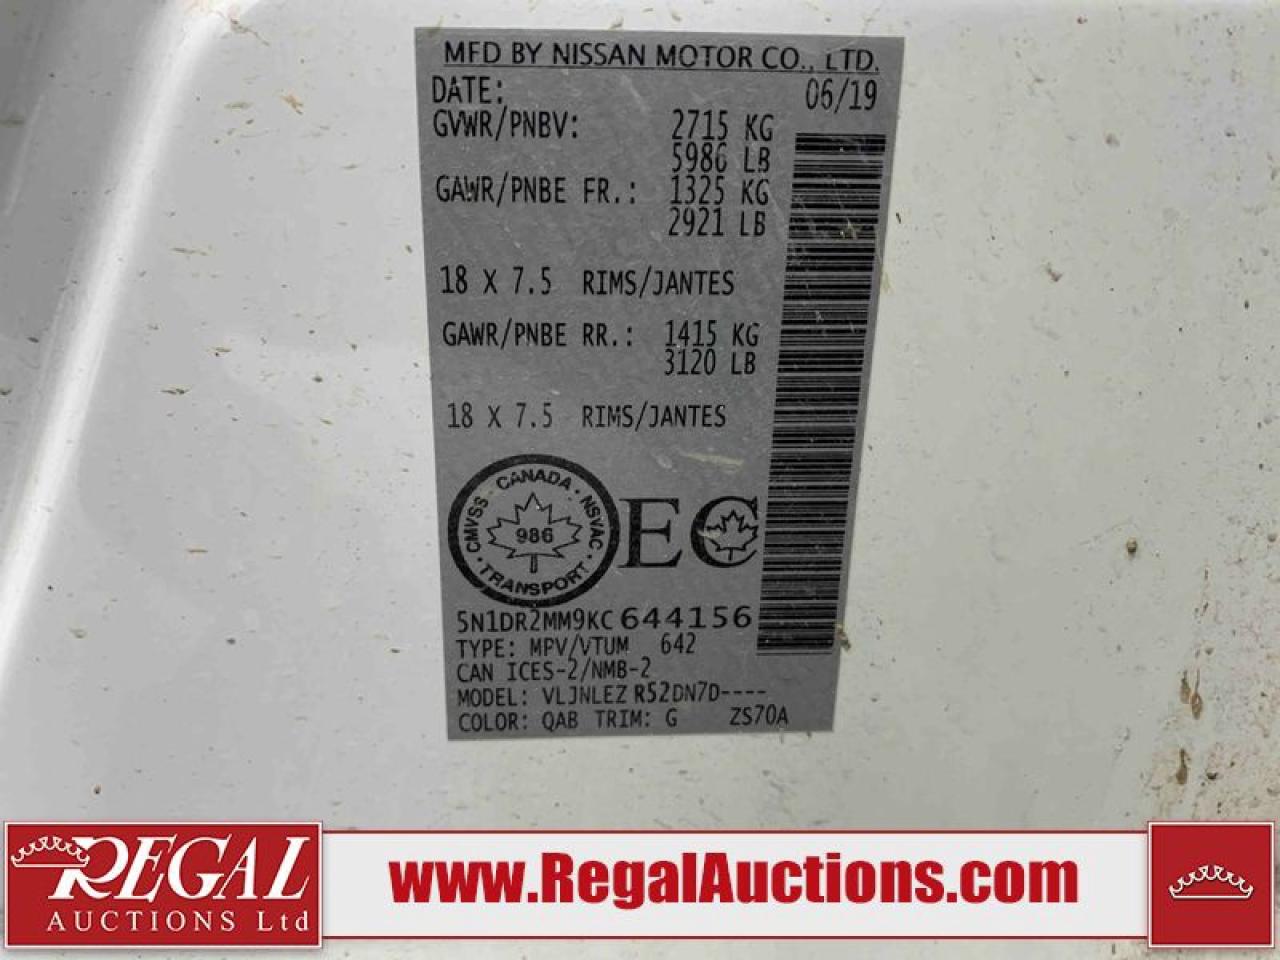 MFD BY NISSAN MOTOR CO., LTD.
DATE: 06/19
GVWR/PNBV: 2715 KG
5986 LB
GAWR/PNBE FR.: 1325 KG
2921 LB
18 X 7.5 RIMS/JANTES
GAWR/PNBE RR.: 1415 KG
3120 LB
18 X 7.5 RIMS/JANTES
CMVSS · CANADA · NSVAC · TRANSPORT ·
986
EC
5N1DR2MM9KC644156
TYPE: MPV/VTUM 642
CAN ICES-2/NMB-2
MODEL: VLJNLEZ R52DN7D----
COLOR: QAB TRIM: G ZS70A
REGAL
AUCTIONS Ltd
www.RegalAuctions.com